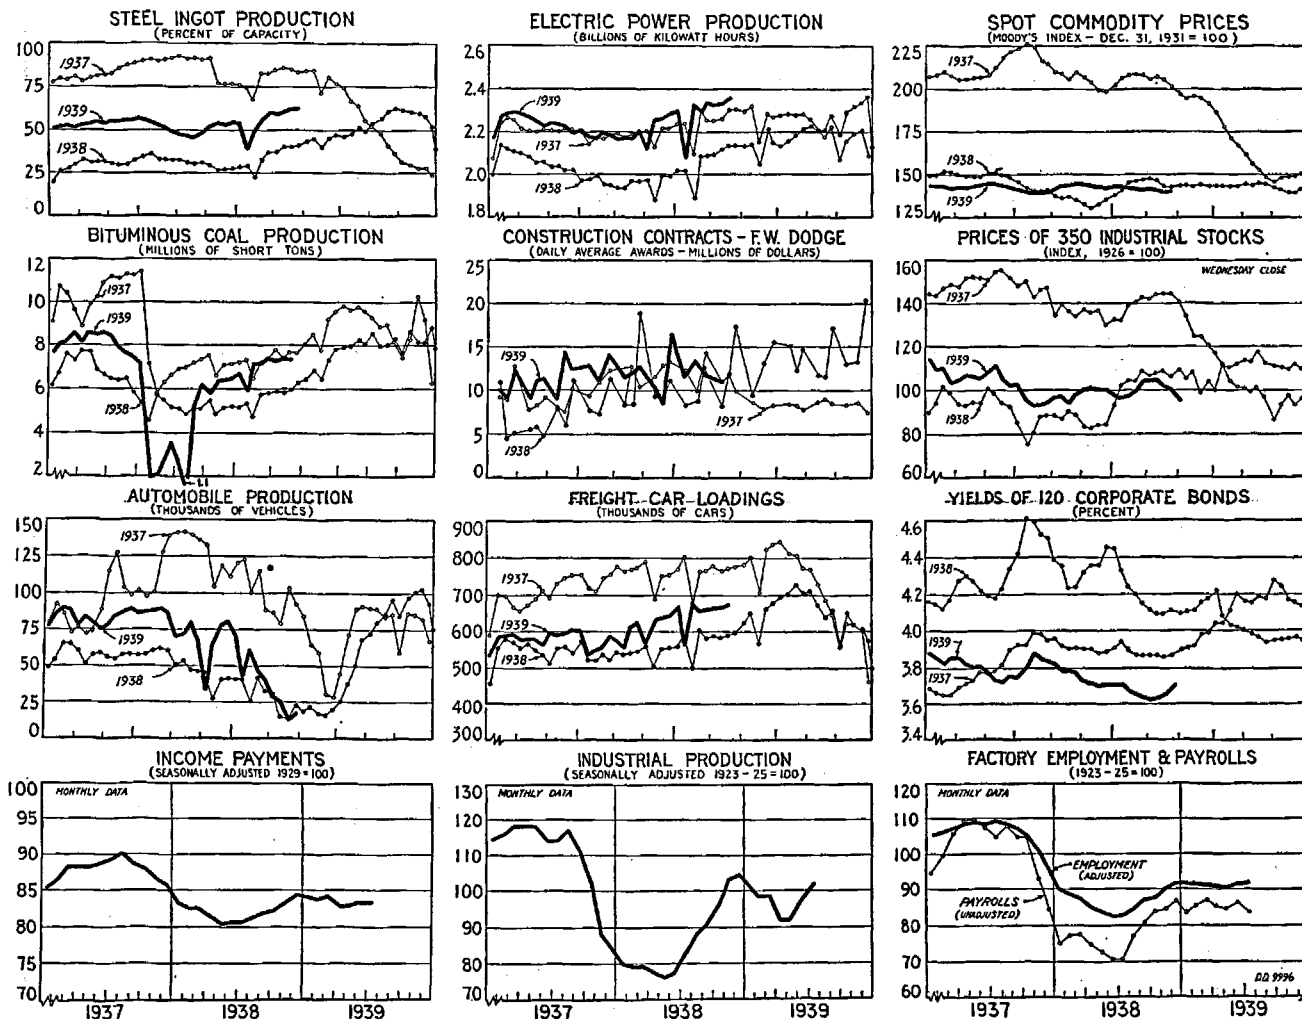 STEEL INGOT PRODUCTION
(PERCENT OF CAPACITY)
100
75
50
25
0
1937
1939
1938
ELECTRIC POWER PRODUCTION
(BILLIONS OF KILOWATT HOURS)
2.6
2.4
2.2
2.0
1.8
1939
1937
1938
SPOT COMMODITY PRICES
(MOODY'S INDEX - DEC. 31, 1931 = 100)
225
200
175
150
125
1937
1938
1939
BITUMINOUS COAL PRODUCTION
(MILLIONS OF SHORT TONS)
12
10
8
6
4
2
1937
1939
1938
1.1
CONSTRUCTION CONTRACTS - F.W. DODGE
(DAILY AVERAGE AWARDS - MILLIONS OF DOLLARS)
25
20
15
10
5
0
1939
1938
1937
PRICES OF 350 INDUSTRIAL STOCKS
(INDEX, 1926 = 100)
WEDNESDAY CLOSE
160
140
120
100
80
60
1937
1939
1938
AUTOMOBILE PRODUCTION
(THOUSANDS OF VEHICLES)
150
125
100
75
50
25
0
1937
1939
1938
FREIGHT CAR LOADINGS
(THOUSANDS OF CARS)
900
800
700
600
500
400
300
1937
1939
1938
YIELDS OF 120 CORPORATE BONDS
(PERCENT)
4.6
4.4
4.2
4.0
3.8
3.6
3.4
1938
1939
1937
INCOME PAYMENTS
(SEASONALLY ADJUSTED 1929=100)
MONTHLY DATA
100
95
90
85
80
75
70
1937 1938 1939
INDUSTRIAL PRODUCTION
(SEASONALLY ADJUSTED 1923-25=100)
MONTHLY DATA
130
120
110
100
90
80
70
1937 1938 1939
FACTORY EMPLOYMENT & PAYROLLS
(1923-25=100)
MONTHLY DATA
120
110
100
90
80
70
60
EMPLOYMENT
(ADJUSTED)
PAYROLLS
(UNADJUSTED)
D.D. 9996
1937 1938 1939